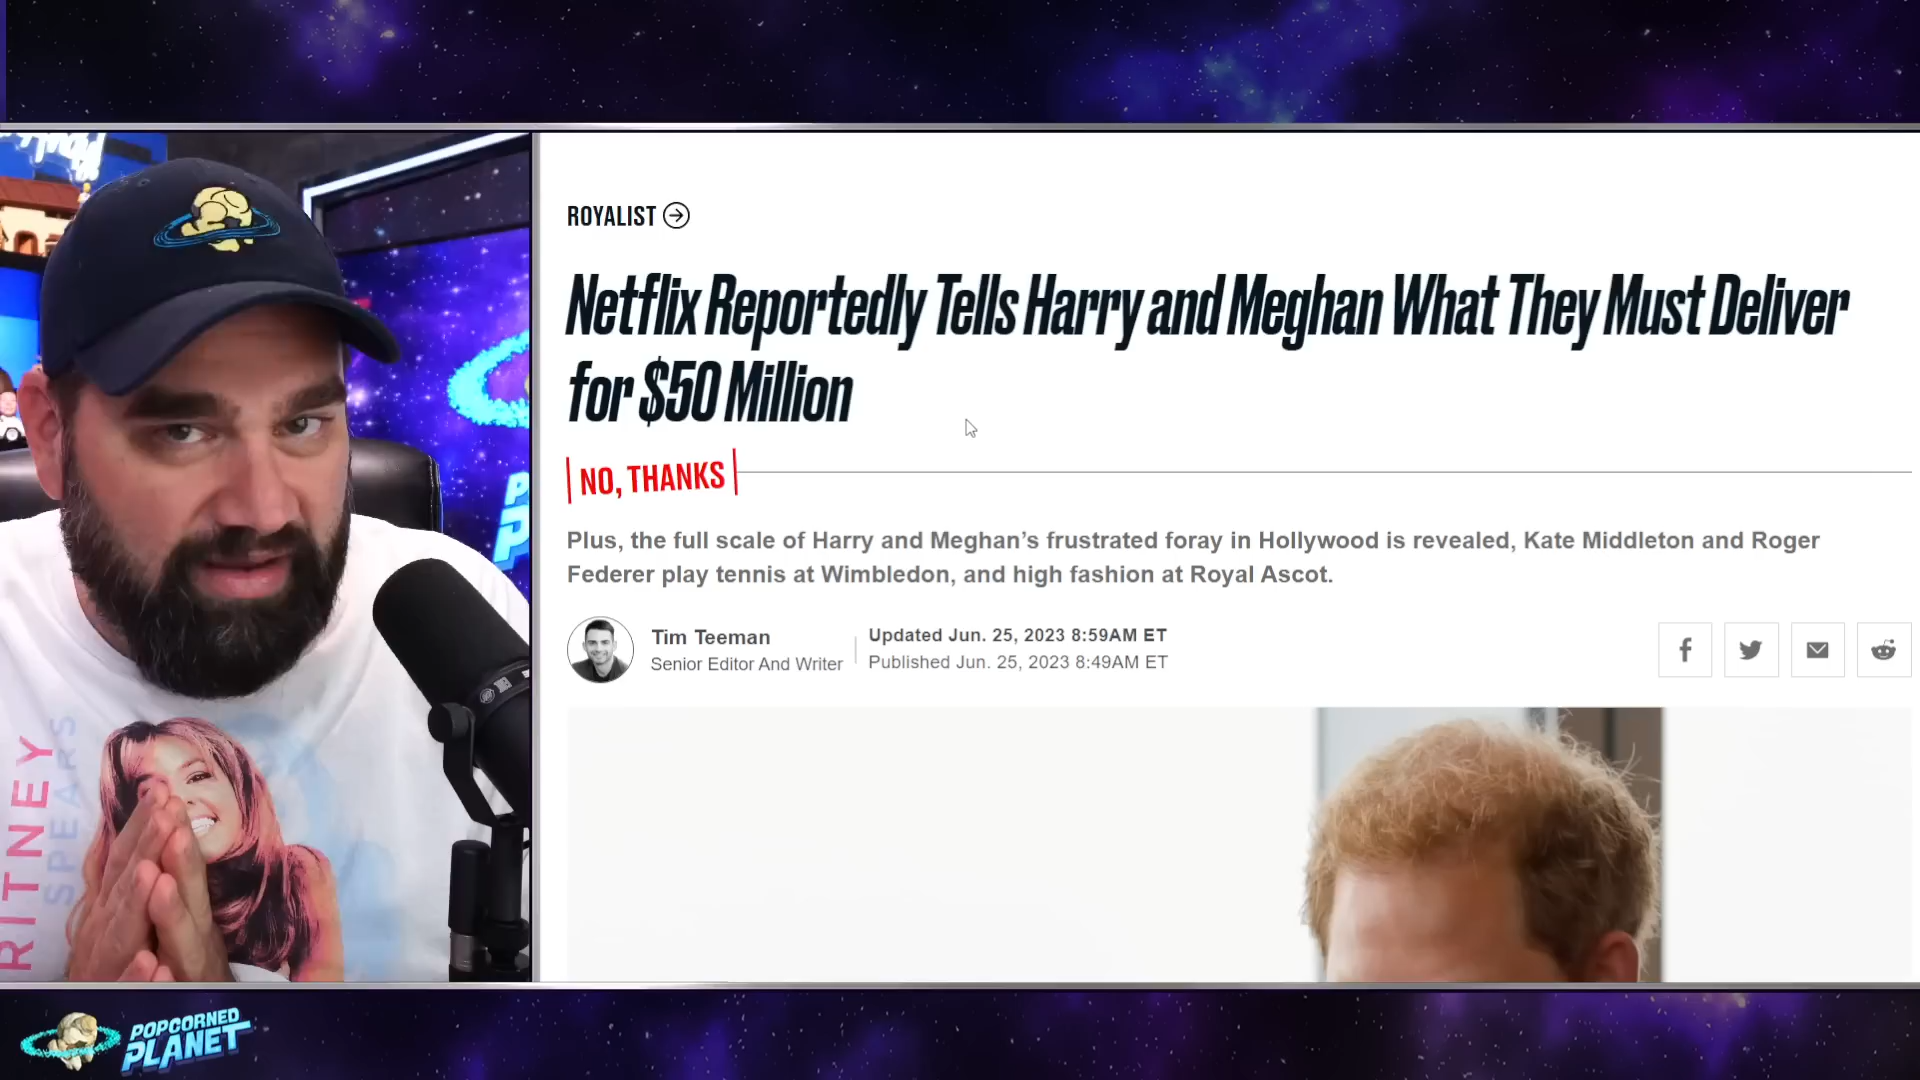 ROYALIST
Netflix Reportedly Tells Harry and Meghan What They Must Deliver
for $50 Million
NO, THANKS
Plus, the full scale of Harry and Meghan's frustrated foray in Hollywood is revealed, Kate Middleton and Roger
Federer play tennis at Wimbledon, and high fashion at Royal Ascot.
Tim Teeman
Senior Editor And Writer
Updated Jun. 25, 2023 8:59AM ET
Published Jun. 25, 2023 8:49AM ET
RITNEY
SPEARS
POPCORNED
PLANET